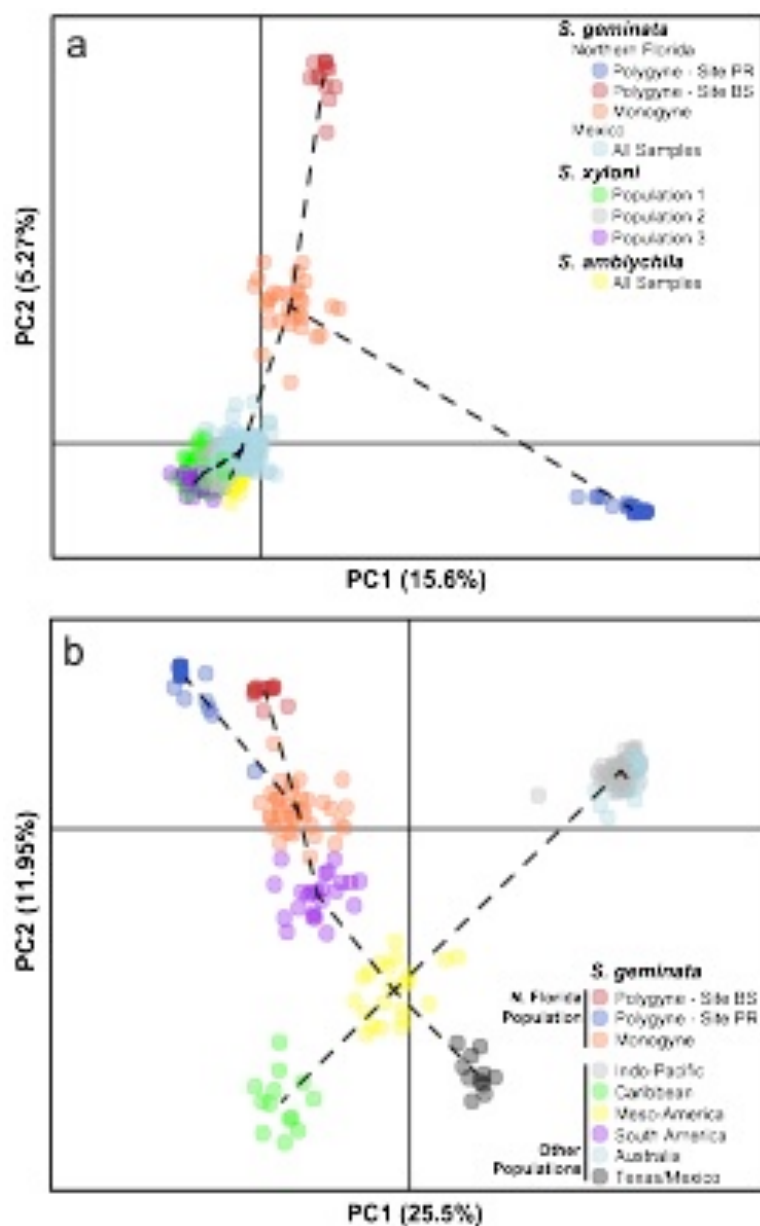 a
S. geminata
Northern Florida
Polygyne - Site PR
Polygyne - Site BS
Monogyne
Mexico
All Samples
S. xyloni
Population 1
Population 2
Population 3
S. amblychila
All Samples
PC2 (5.27%)
PC1 (15.6%)
b
PC2 (11.95%)
S. geminata
N. Florida
Population
Polygyne - Site BS
Polygyne - Site PR
Monogyne
Indo-Pacific
Caribbean
Meso-America
South America
Other
Populations
Australia
Texas/Mexico
PC1 (25.5%)